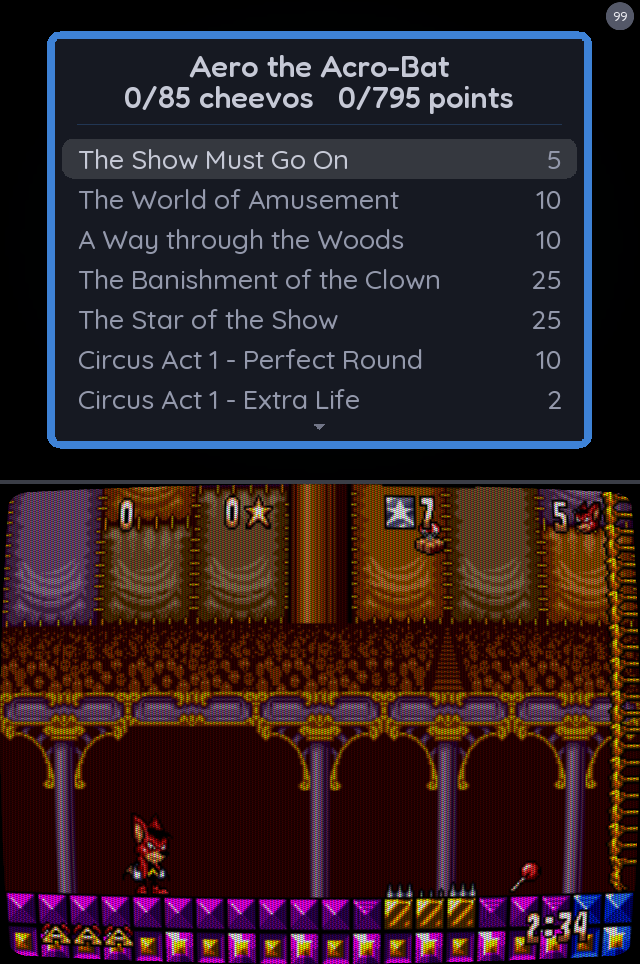 99
Aero the Acro-Bat
0/85 cheevos 0/795 points
The Show Must Go On 5
The World of Amusement 10
A Way through the Woods 10
The Banishment of the Clown 25
The Star of the Show 25
Circus Act 1 - Perfect Round 10
Circus Act 1 - Extra Life 2
0 0 7 5
2:34